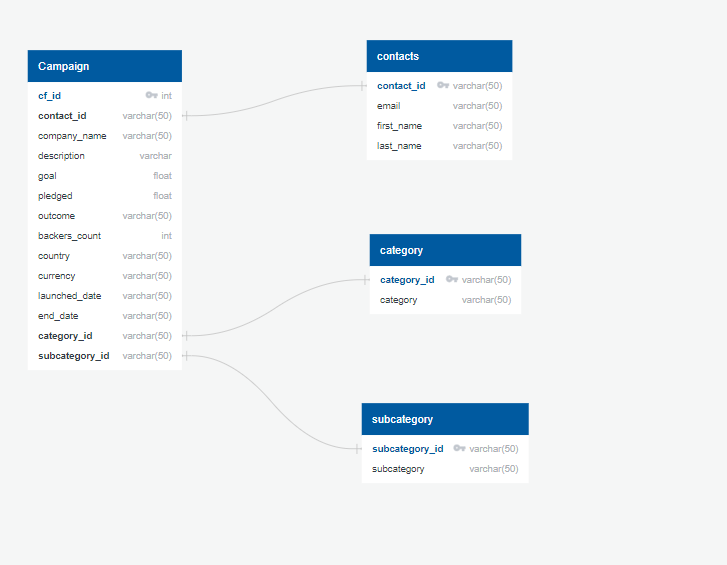 Campaign
cf_id int
contact_id varchar(50)
company_name varchar(50)
description varchar
goal float
pledged float
outcome varchar(50)
backers_count int
country varchar(50)
currency varchar(50)
launched_date varchar(50)
end_date varchar(50)
category_id varchar(50)
subcategory_id varchar(50)
contacts
contact_id varchar(50)
email varchar(50)
first_name varchar(50)
last_name varchar(50)
category
category_id varchar(50)
category varchar(50)
subcategory
subcategory_id varchar(50)
subcategory varchar(50)